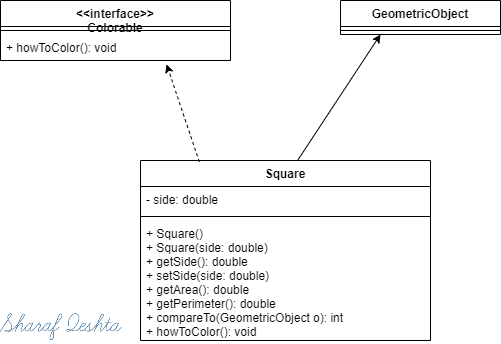 <<interface>>
Colorable
+ howToColor(): void
GeometricObject
Square
- side: double
+ Square()
+ Square(side: double)
+ getSide(): double
+ setSide(side: double)
+ getArea(): double
+ getPerimeter(): double
+ compareTo(GeometricObject o): int
+ howToColor(): void
Sharaf Qeshta